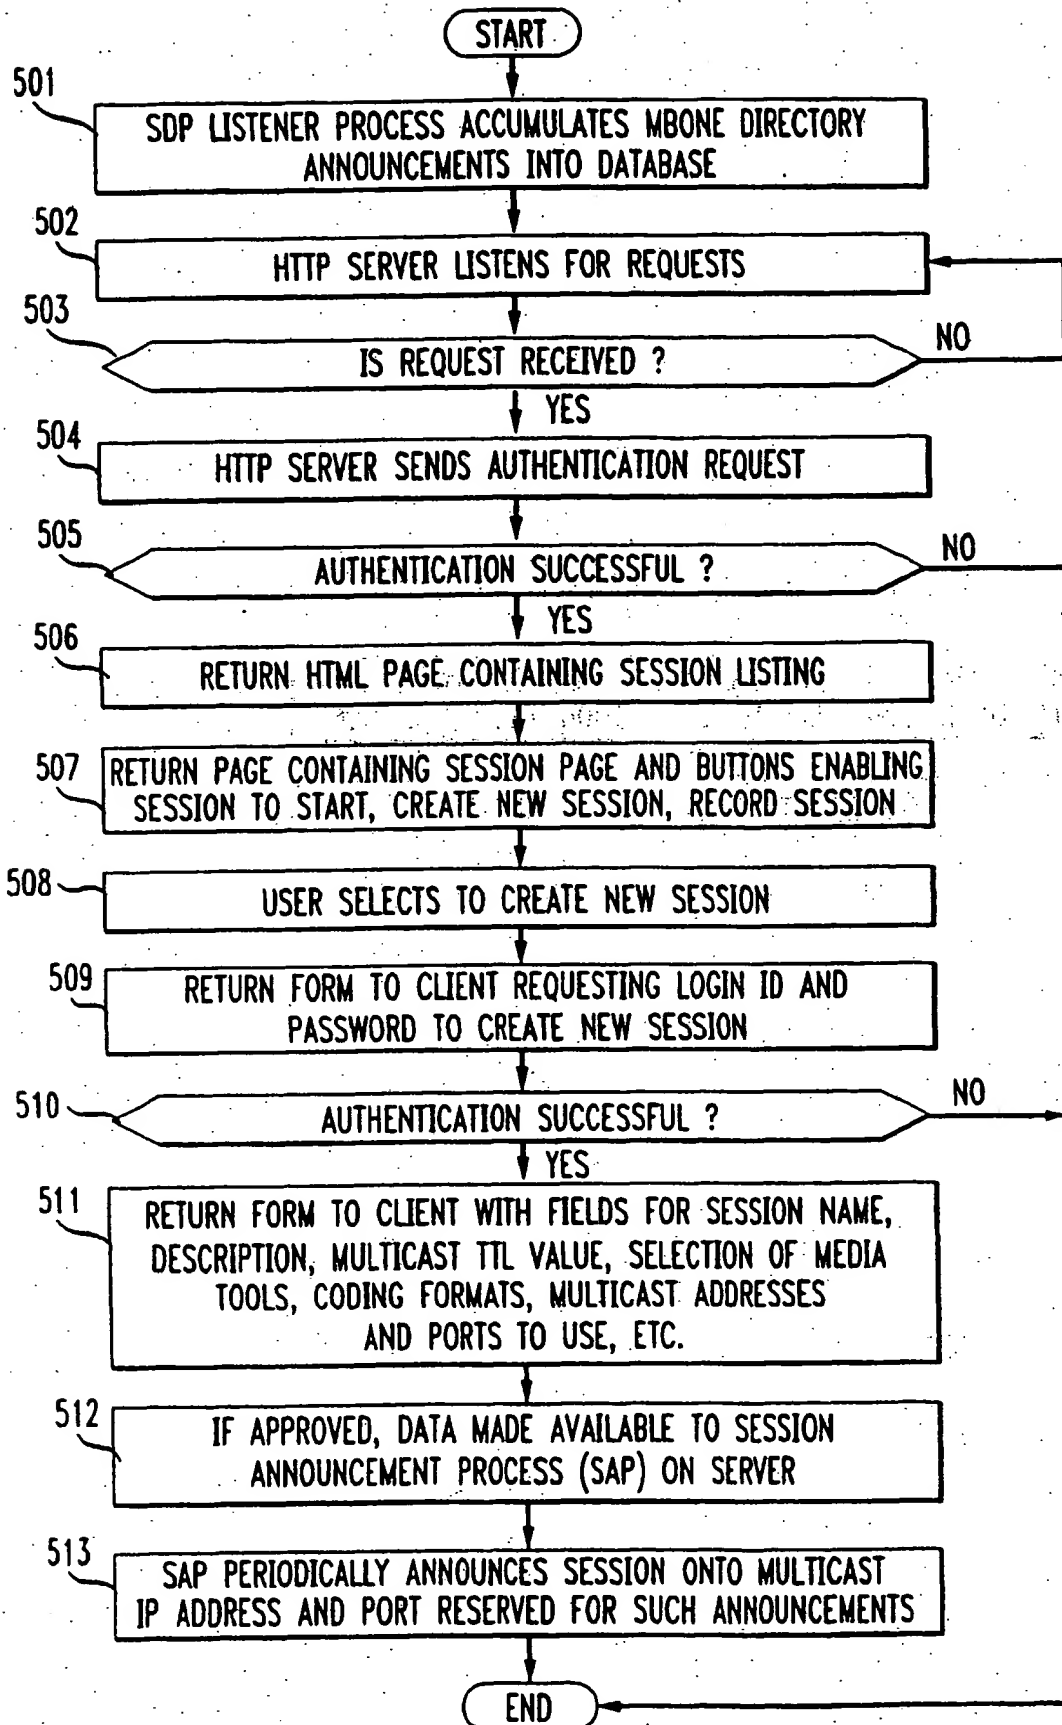 START
501
SDP LISTENER PROCESS ACCUMULATES MBONE DIRECTORY
ANNOUNCEMENTS INTO DATABASE
502
HTTP SERVER LISTENS FOR REQUESTS
503
IS REQUEST RECEIVED ?
NO
YES
504
HTTP SERVER SENDS AUTHENTICATION REQUEST
505
AUTHENTICATION SUCCESSFUL ?
NO
YES
506
RETURN HTML PAGE CONTAINING SESSION LISTING
507
RETURN PAGE CONTAINING SESSION PAGE AND BUTTONS ENABLING
SESSION TO START, CREATE NEW SESSION, RECORD SESSION
508
USER SELECTS TO CREATE NEW SESSION
509
RETURN FORM TO CLIENT REQUESTING LOGIN ID AND
PASSWORD TO CREATE NEW SESSION
510
AUTHENTICATION SUCCESSFUL ?
NO
YES
511
RETURN FORM TO CLIENT WITH FIELDS FOR SESSION NAME,
DESCRIPTION, MULTICAST TTL VALUE, SELECTION OF MEDIA
TOOLS, CODING FORMATS, MULTICAST ADDRESSES
AND PORTS TO USE, ETC.
512
IF APPROVED, DATA MADE AVAILABLE TO SESSION
ANNOUNCEMENT PROCESS (SAP) ON SERVER
513
SAP PERIODICALLY ANNOUNCES SESSION ONTO MULTICAST
IP ADDRESS AND PORT RESERVED FOR SUCH ANNOUNCEMENTS
END